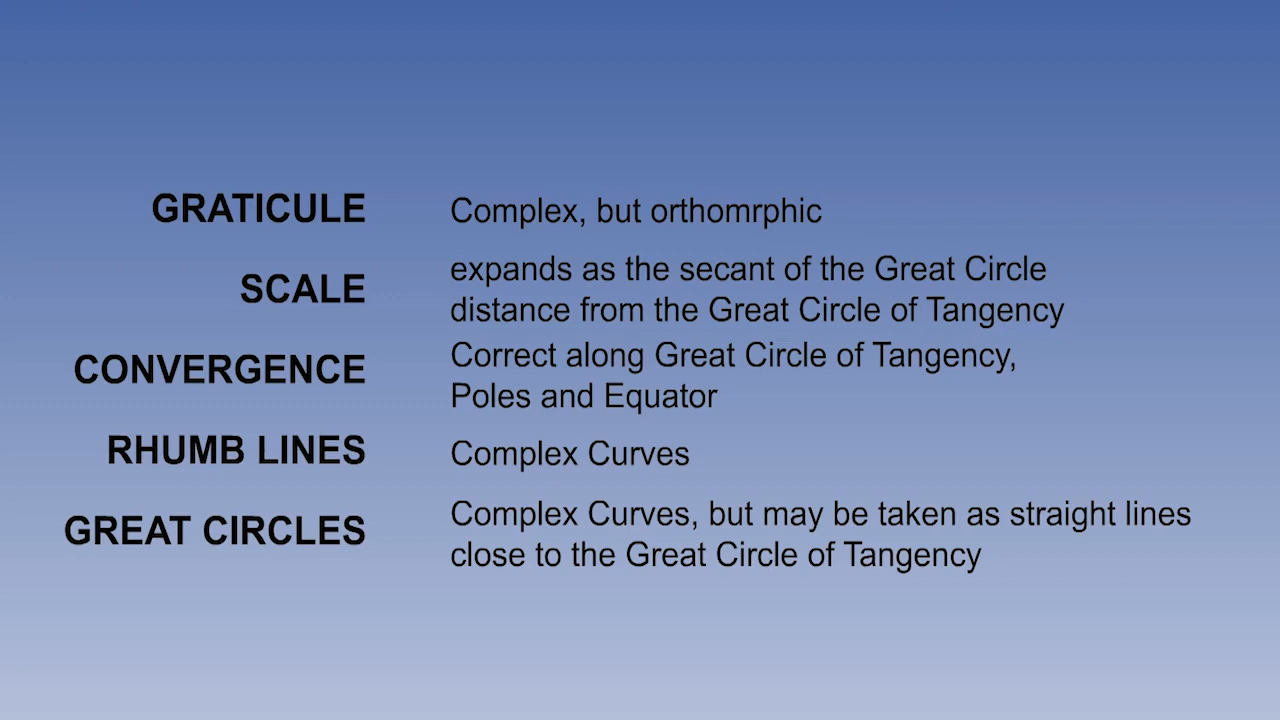 GRATICULE
Complex, but orthomrphic
SCALE
expands as the secant of the Great Circle
distance from the Great Circle of Tangency
CONVERGENCE
Correct along Great Circle of Tangency,
Poles and Equator
RHUMB LINES
Complex Curves
GREAT CIRCLES
Complex Curves, but may be taken as straight lines
close to the Great Circle of Tangency